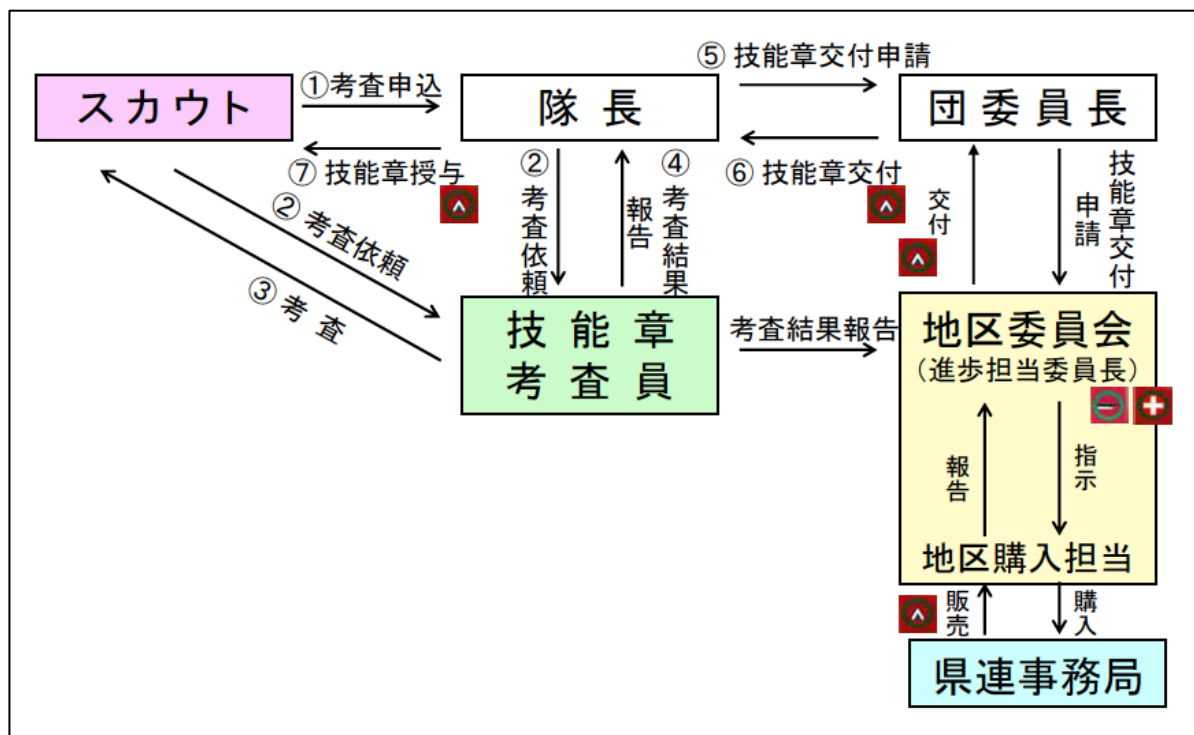 ⑤ 技能章交付申請
スカウト
①考査申込
隊長
団委員長
⑦ 技能章授与
⑥ 技能章交付
②考査依頼
報告
④考査結果
交付
申請
技能章交付
② 考査依頼
③ 考査
技能章
考査員
考査結果報告
地区委員会
（進歩担当委員長）
報告
指示
地区購入担当
販売
購入
県連事務局